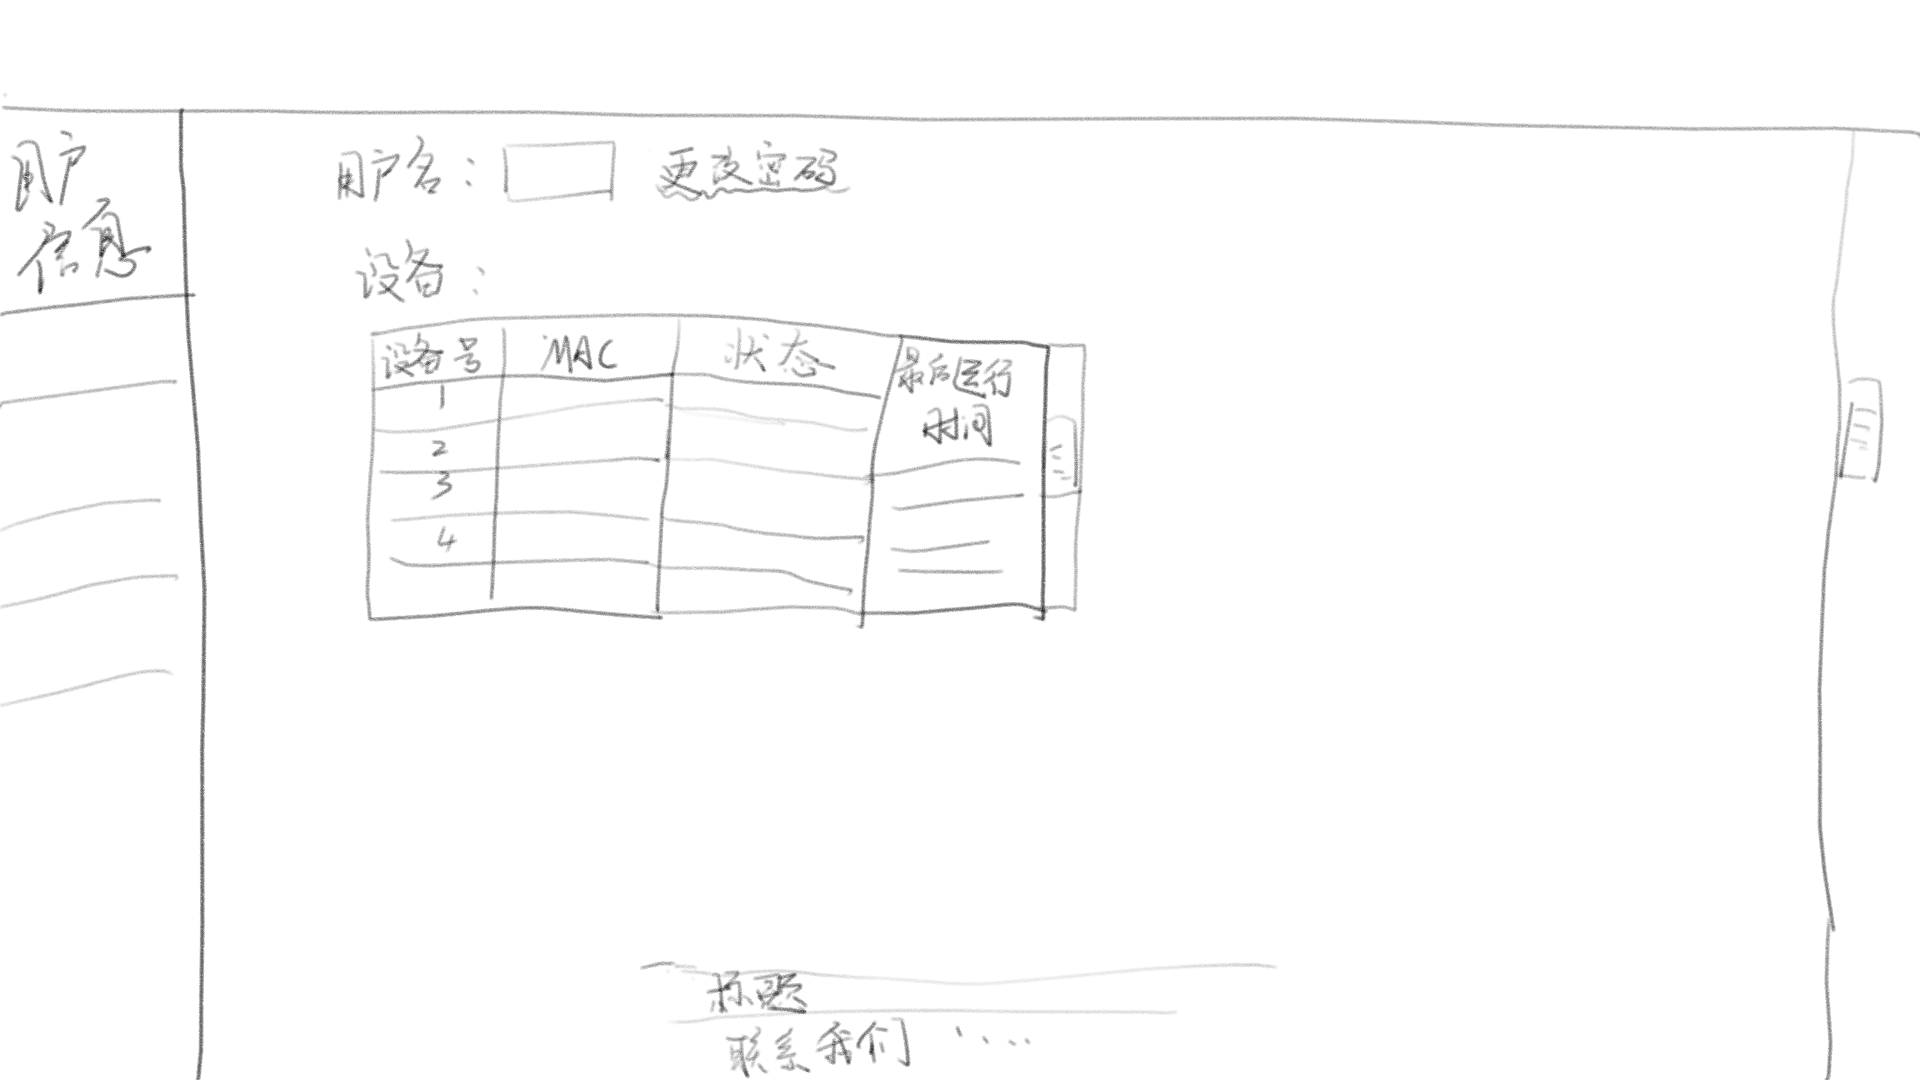 用户
信息
用户名： 更改密码
设备：
设备号 MAC 状态 最后运行
时间
1
2
3
4
标题
联系我们 ....